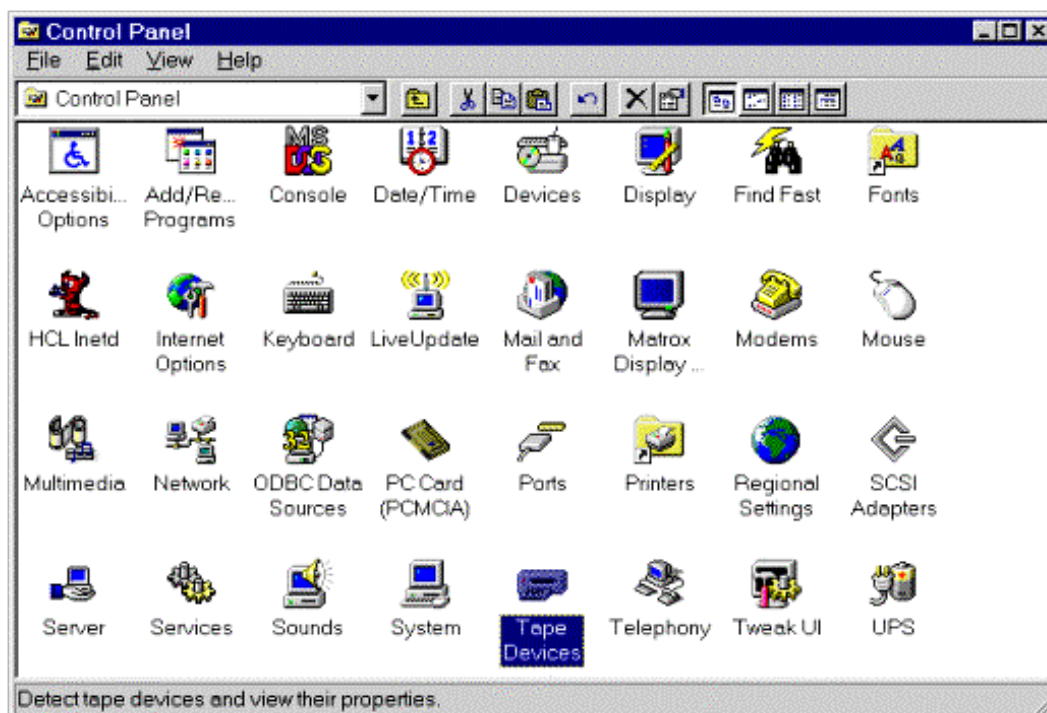 Control Panel
File Edit View Help
Control Panel
Accessibi... Options
Add/Re... Programs
Console
Date/Time
Devices
Display
Find Fast
Fonts
HCL Inetd
Internet Options
Keyboard
LiveUpdate
Mail and Fax
Matrox Display ...
Modems
Mouse
Multimedia
Network
ODBC Data Sources
PC Card (PCMCIA)
Ports
Printers
Regional Settings
SCSI Adapters
Server
Services
Sounds
System
Tape Devices
Telephony
Tweak UI
UPS
Detect tape devices and view their properties.